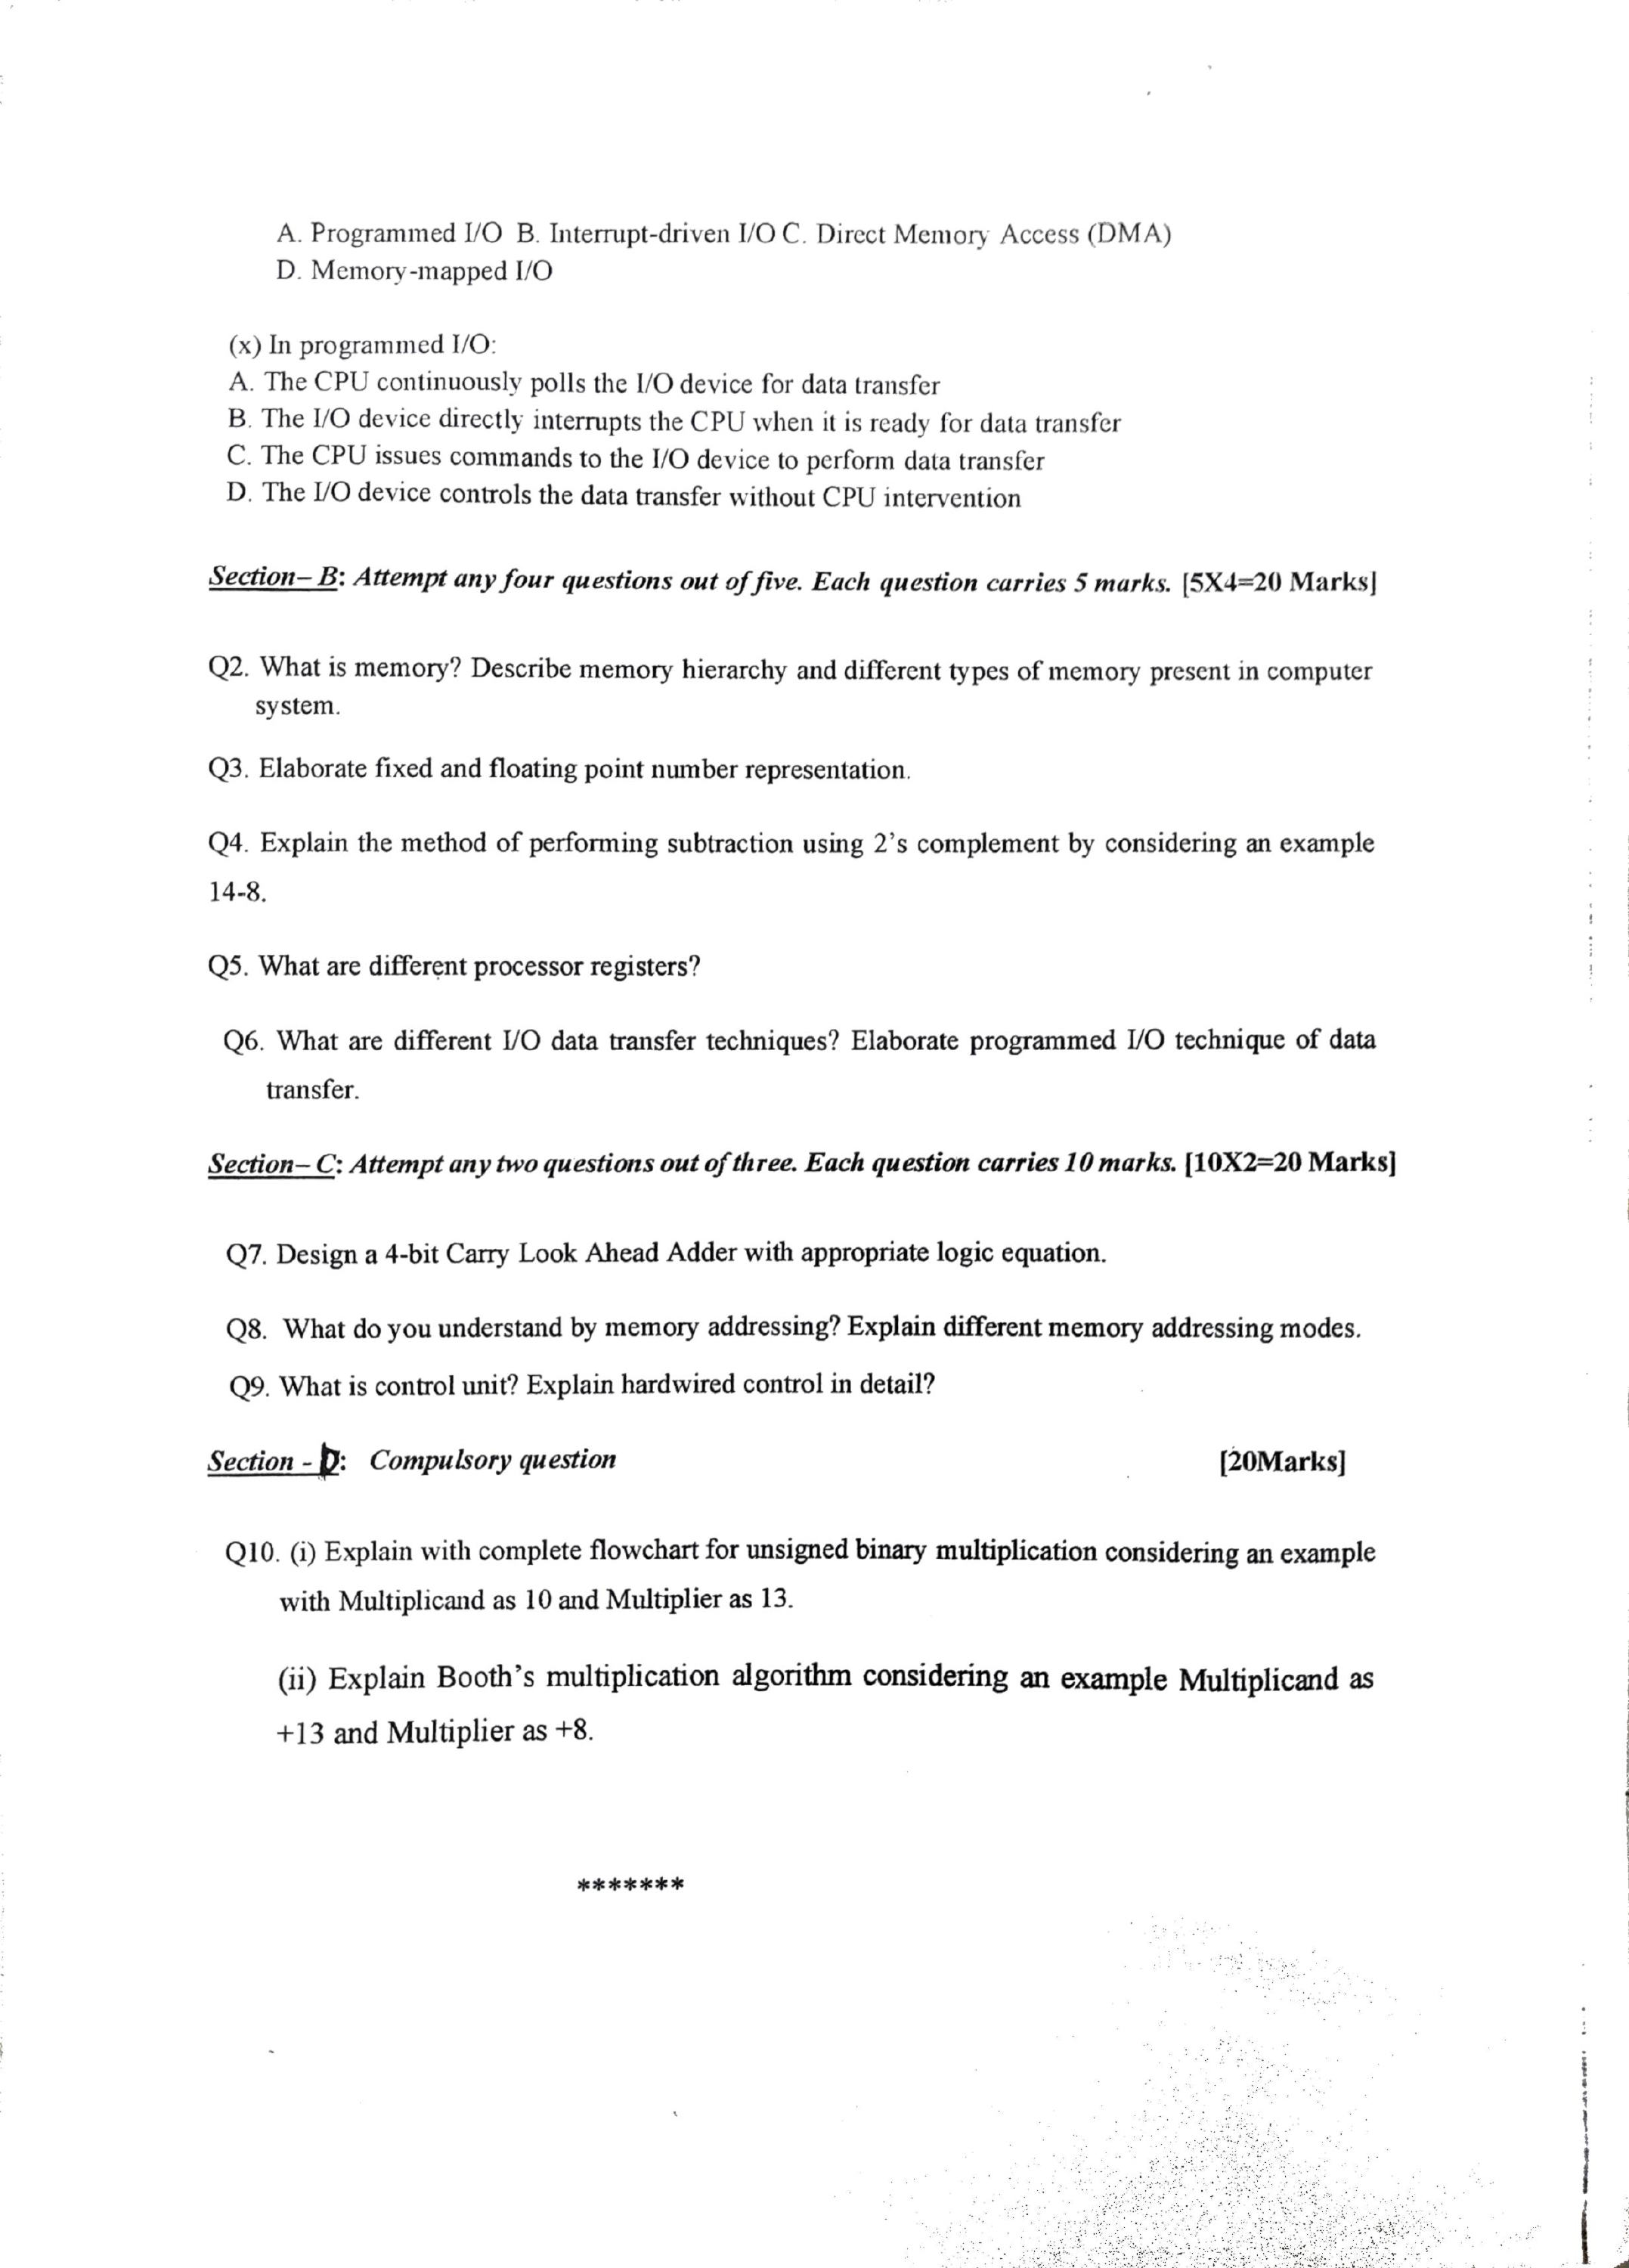 A. Programmed I/O B. Interrupt-driven I/O C. Direct Memory Access (DMA)
D. Memory-mapped I/O
(x) In programmed I/O:
A. The CPU continuously polls the I/O device for data transfer
B. The I/O device directly interrupts the CPU when it is ready for data transfer
C. The CPU issues commands to the I/O device to perform data transfer
D. The I/O device controls the data transfer without CPU intervention
Section– B: Attempt any four questions out of five. Each question carries 5 marks. [5X4=20 Marks]
Q2. What is memory? Describe memory hierarchy and different types of memory present in computer
system.
Q3. Elaborate fixed and floating point number representation.
Q4. Explain the method of performing subtraction using 2's complement by considering an example
14-8.
Q5. What are different processor registers?
Q6. What are different I/O data transfer techniques? Elaborate programmed I/O technique of data
transfer.
Section– C: Attempt any two questions out of three. Each question carries 10 marks. [10X2=20 Marks]
Q7. Design a 4-bit Carry Look Ahead Adder with appropriate logic equation.
Q8. What do you understand by memory addressing? Explain different memory addressing modes.
Q9. What is control unit? Explain hardwired control in detail?
Section - D: Compulsory question [20Marks]
Q10. (i) Explain with complete flowchart for unsigned binary multiplication considering an example
with Multiplicand as 10 and Multiplier as 13.
(ii) Explain Booth's multiplication algorithm considering an example Multiplicand as
+13 and Multiplier as +8.
*******